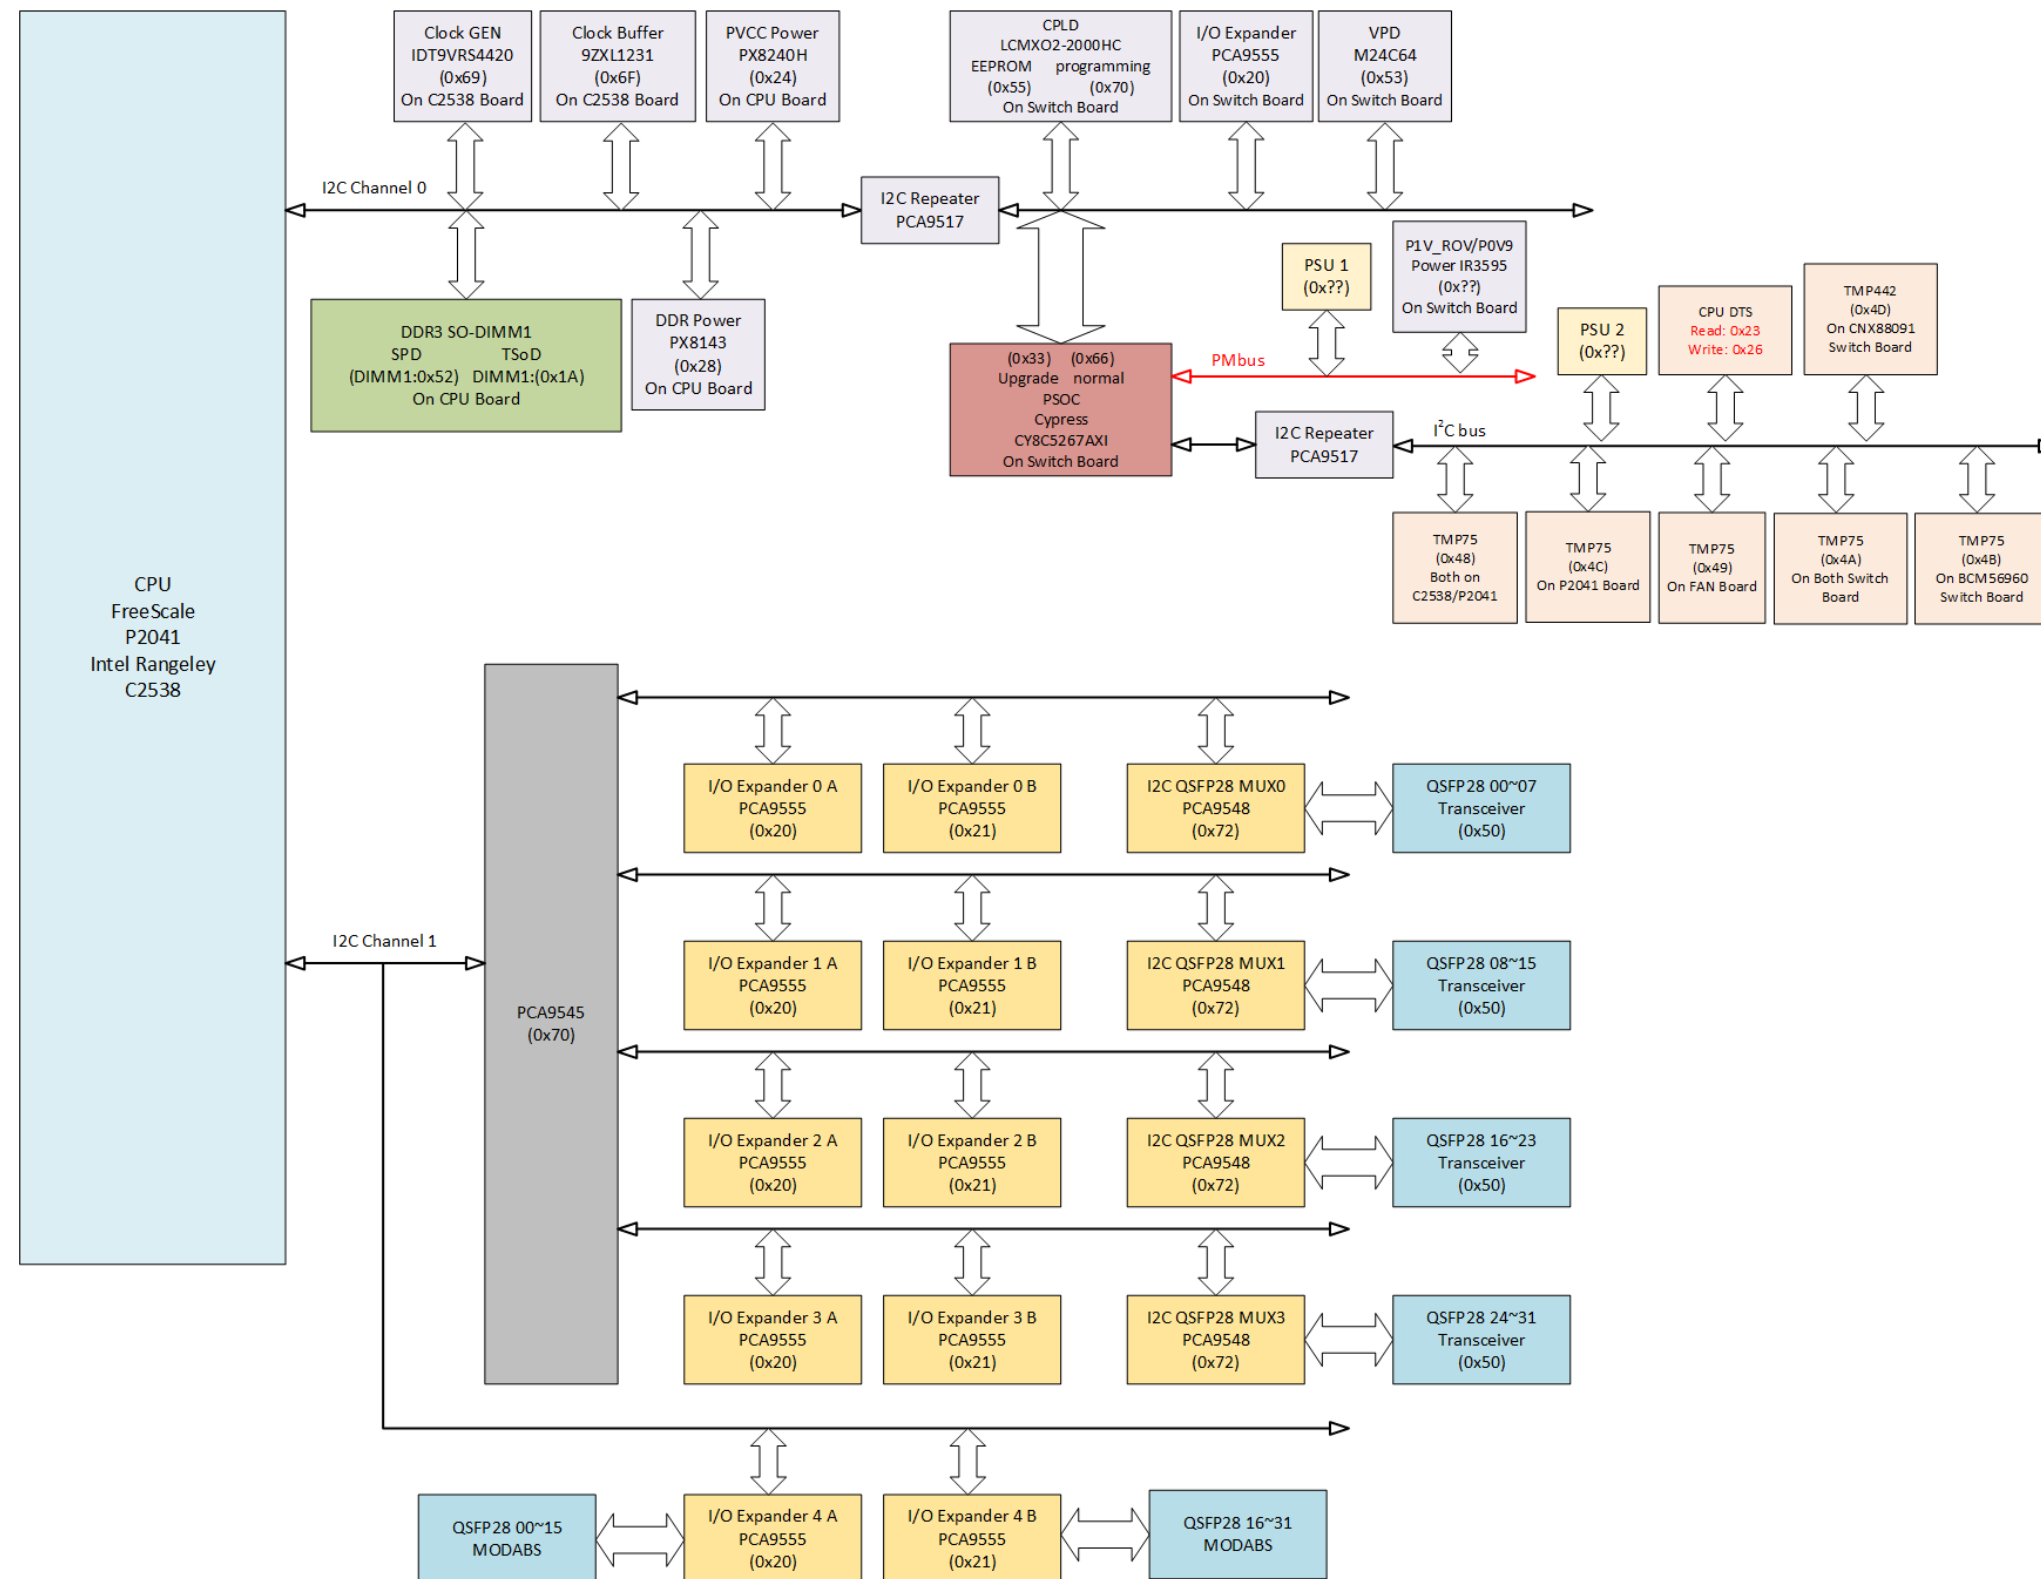 Clock GEN
IDT9VRS4420
(0x69)
On C2538 Board
Clock Buffer
9ZXL1231
(0x6F)
On C2538 Board
PVCC Power
PX8240H
(0x24)
On CPU Board
CPLD
LCMXO2-2000HC
EEPROM programming
(0x55) (0x70)
On Switch Board
I/O Expander
PCA9555
(0x20)
On Switch Board
VPD
M24C64
(0x53)
On Switch Board
I2C Channel 0
I2C Repeater
PCA9517
DDR3 SO-DIMM1
SPD TSoD
(DIMM1:0x52) DIMM1:(0x1A)
On CPU Board
DDR Power
PX8143
(0x28)
On CPU Board
(0x33) (0x66)
Upgrade normal
PSOC
Cypress
CY8C5267AXI
On Switch Board
PMbus
PSU 1
(0x??)
P1V_ROV/P0V9
Power IR3595
(0x??)
On Switch Board
I2C Repeater
PCA9517
I²C bus
PSU 2
(0x??)
CPU DTS
Read: 0x23
Write: 0x26
TMP442
(0x4D)
On CNX88091
Switch Board
TMP75
(0x48)
Both on
C2538/P2041
TMP75
(0x4C)
On P2041 Board
TMP75
(0x49)
On FAN Board
TMP75
(0x4A)
On Both Switch
Board
TMP75
(0x4B)
On BCM56960
Switch Board
CPU
FreeScale
P2041
Intel Rangeley
C2538
I2C Channel 1
PCA9545
(0x70)
I/O Expander 0 A
PCA9555
(0x20)
I/O Expander 0 B
PCA9555
(0x21)
I2C QSFP28 MUX0
PCA9548
(0x72)
QSFP28 00~07
Transceiver
(0x50)
I/O Expander 1 A
PCA9555
(0x20)
I/O Expander 1 B
PCA9555
(0x21)
I2C QSFP28 MUX1
PCA9548
(0x72)
QSFP28 08~15
Transceiver
(0x50)
I/O Expander 2 A
PCA9555
(0x20)
I/O Expander 2 B
PCA9555
(0x21)
I2C QSFP28 MUX2
PCA9548
(0x72)
QSFP28 16~23
Transceiver
(0x50)
I/O Expander 3 A
PCA9555
(0x20)
I/O Expander 3 B
PCA9555
(0x21)
I2C QSFP28 MUX3
PCA9548
(0x72)
QSFP28 24~31
Transceiver
(0x50)
QSFP28 00~15
MODABS
I/O Expander 4 A
PCA9555
(0x20)
I/O Expander 4 B
PCA9555
(0x21)
QSFP28 16~31
MODABS